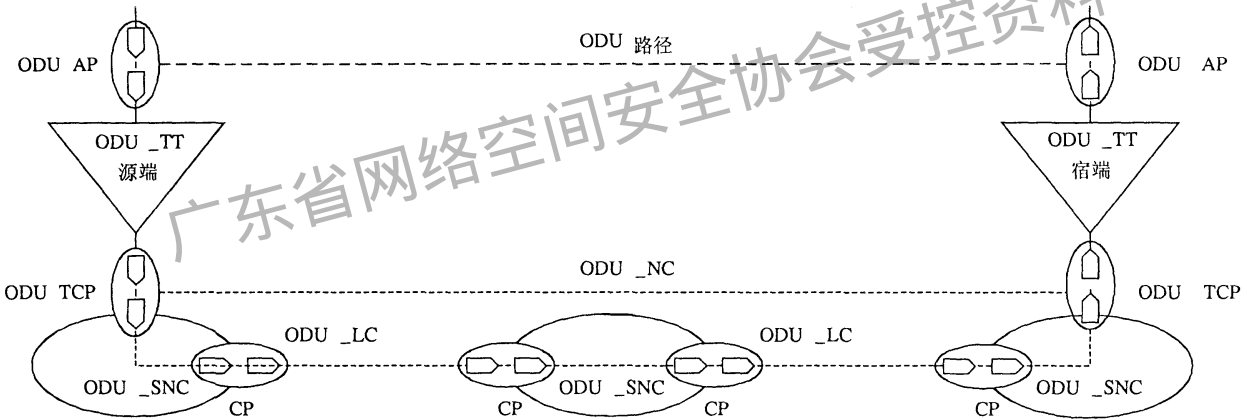 ODU 路径
ODU AP
ODU AP
ODU _TT
源端
ODU _TT
宿端
广东省网络空间安全协会受控资料
ODU _NC
ODU TCP
ODU TCP
ODU _LC
ODU _LC
ODU _SNC
ODU _SNC
ODU _SNC
CP
CP
CP
CP